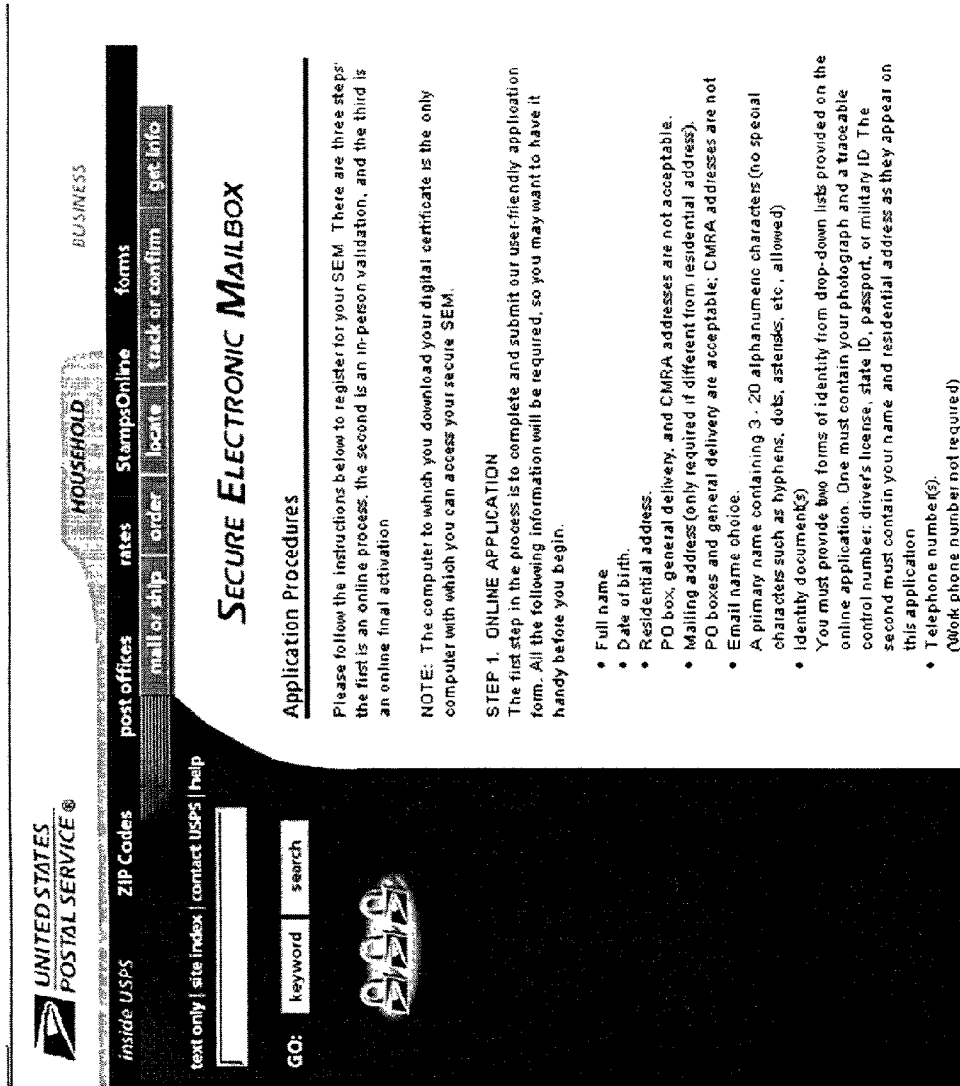 UNITED STATES
POSTAL SERVICE ®
HOUSEHOLD
BUSINESS
inside USPS ZIP Codes post offices rates StampsOnline forms
mail or ship order locate track or confirm get info
text only | site index | contact USPS | help
GO: keyword search
SECURE ELECTRONIC MAILBOX
Application Procedures
Please follow the instructions below to register for your SEM There are three steps:
the first is an online process, the second is an in-person validation, and the third is
an online final activation
NOTE: The computer to which you download your digital certificate is the only
computer with which you can access your secure SEM.
STEP 1. ONLINE APPLICATION
The first step in the process is to complete and submit our user-friendly application
form. All the following information will be required, so you may want to have it
handy before you begin.
• Full name
• Date of birth.
• Residential address.
PO box, general delivery, and CMRA addresses are not acceptable.
• Mailing address (only required if different from residential address).
PO boxes and general delivery are acceptable; CMRA addresses are not
• Email name choice.
A primary name containing 3 - 20 alphanumeric characters (no special
characters such as hyphens, dots, asterisks, etc , allowed)
• Identity document(s)
You must provide two forms of identity from drop-down lists provided on the
online application. One must contain your photograph and a traceable
control number: driver's license, state ID, passport, or military ID The
second must contain your name and residential address as they appear on
this application
• Telephone number(s).
(Work phone number not required)